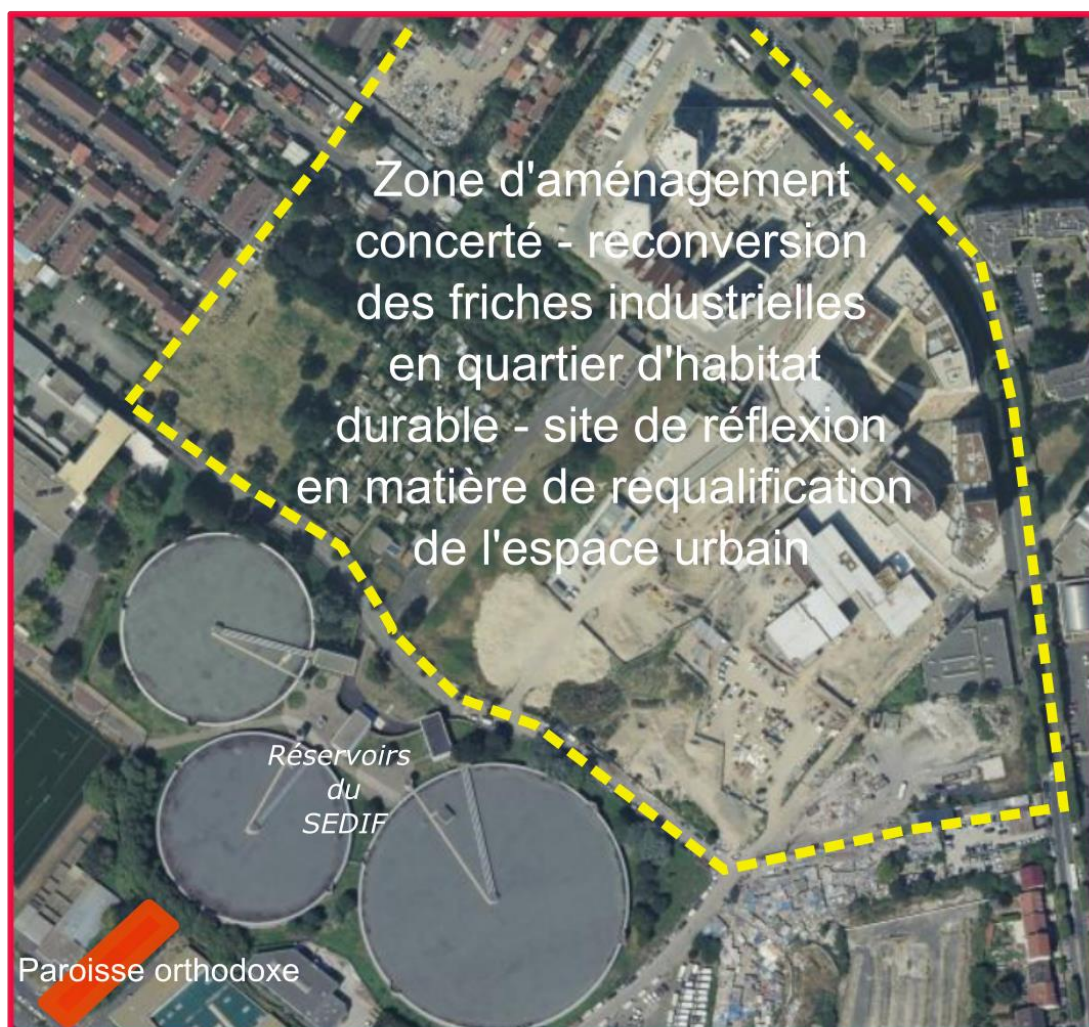 Zone d'aménagement
concerté - reconversion
des friches industrielles
en quartier d'habitat
durable - site de réflexion
en matière de requalification
de l'espace urbain
Réservoirs
du
SEDIF
Paroisse orthodoxe